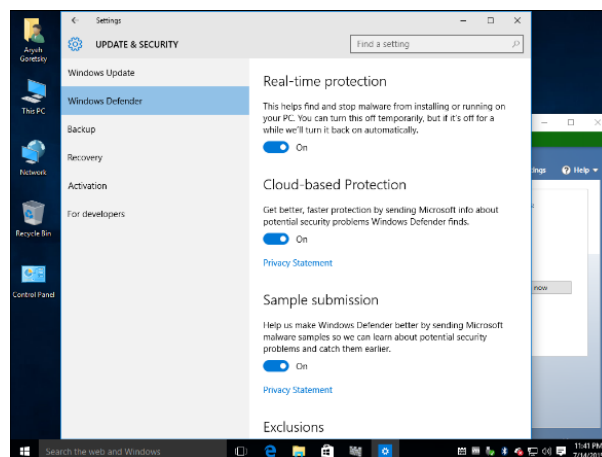 Settings
UPDATE & SECURITY
Find a setting
Aryeh
Goretsky
This PC
Network
Recycle Bin
Control Panel
Windows Update
Windows Defender
Backup
Recovery
Activation
For developers
Real-time protection
This helps find and stop malware from installing or running on
your PC. You can turn this off temporarily, but if it's off for a
while we'll turn it back on automatically.
On
Cloud-based Protection
Get better, faster protection by sending Microsoft info about
potential security problems Windows Defender finds.
On
Privacy Statement
Sample submission
Help us make Windows Defender better by sending Microsoft
malware samples so we can learn about potential security
problems and catch them earlier.
On
Privacy Statement
Exclusions
Help
now
Search the web and Windows
11:41 PM